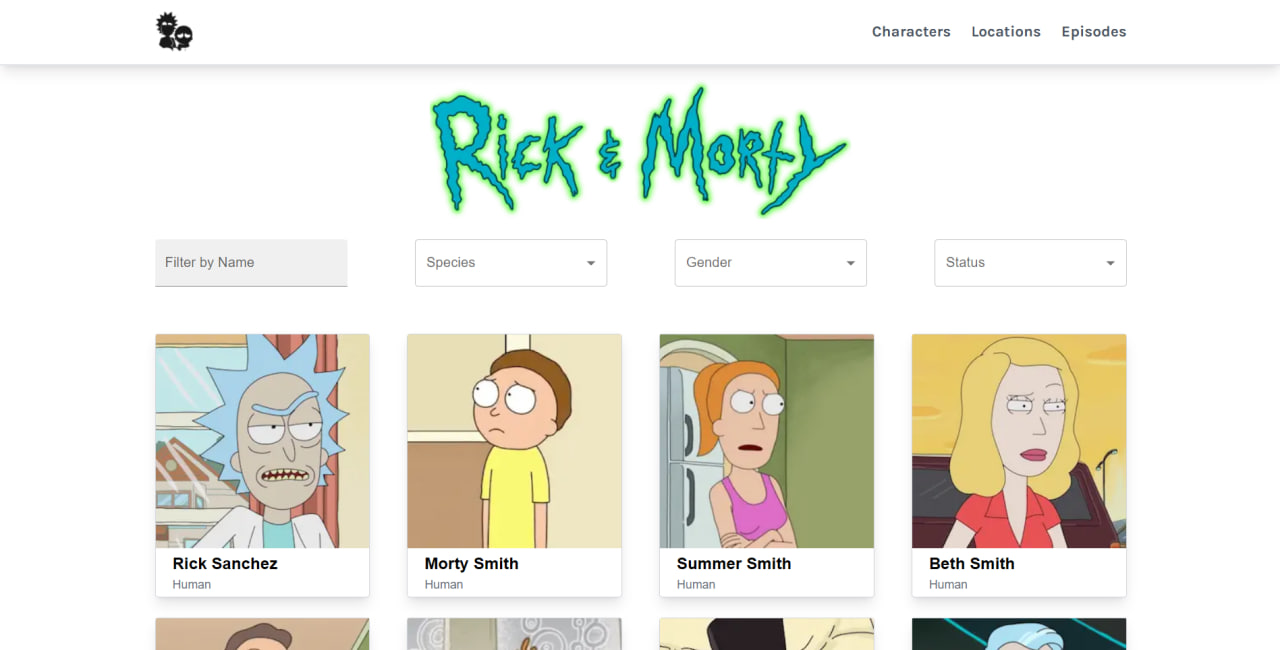 Characters Locations Episodes
Rick & Morty
Filter by Name Species Gender Status
Rick Sanchez Morty Smith Summer Smith Beth Smith
Human Human Human Human